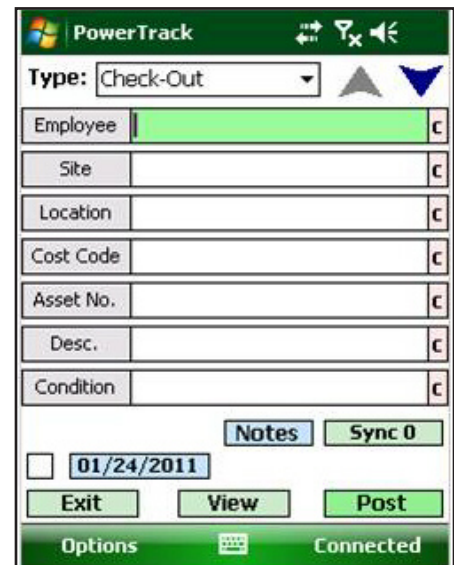 PowerTrack
Type: Check-Out
Employee C
Site C
Location C
Cost Code C
Asset No. C
Desc. C
Condition C
Notes Sync 0
01/24/2011
Exit View Post
Options Connected